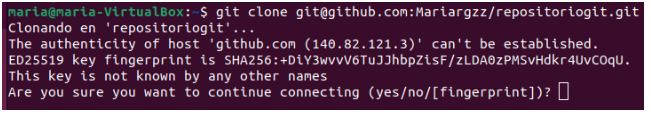 maria@maria-VirtualBox:~$ git clone git@github.com:Mariargzz/repositoriogit.git
Clonando en 'repositoriogit'...
The authenticity of host 'github.com (140.82.121.3)' can't be established.
ED25519 key fingerprint is SHA256:+DiY3wvvV6TuJJhbpZisF/zLDA0zPMSvHdkr4UvCOqU.
This key is not known by any other names
Are you sure you want to continue connecting (yes/no/[fingerprint])?